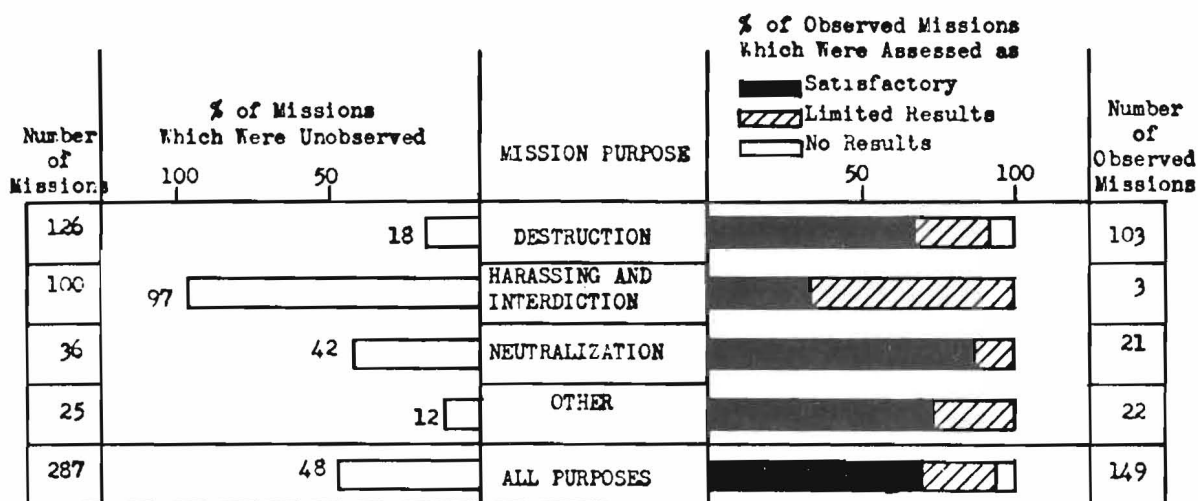 % of Observed Missions
Which Were Assessed as
Satisfactory
Limited Results
No Results
Number
of
Missions
% of Missions
Which Were Unobserved
MISSION PURPOSE
Number
of
Observed
Missions
100 50
50 100
126 18 DESTRUCTION 103
100 97 HARASSING AND
INTERDICTION 3
36 42 NEUTRALIZATION 21
25 12 OTHER 22
287 48 ALL PURPOSES 149